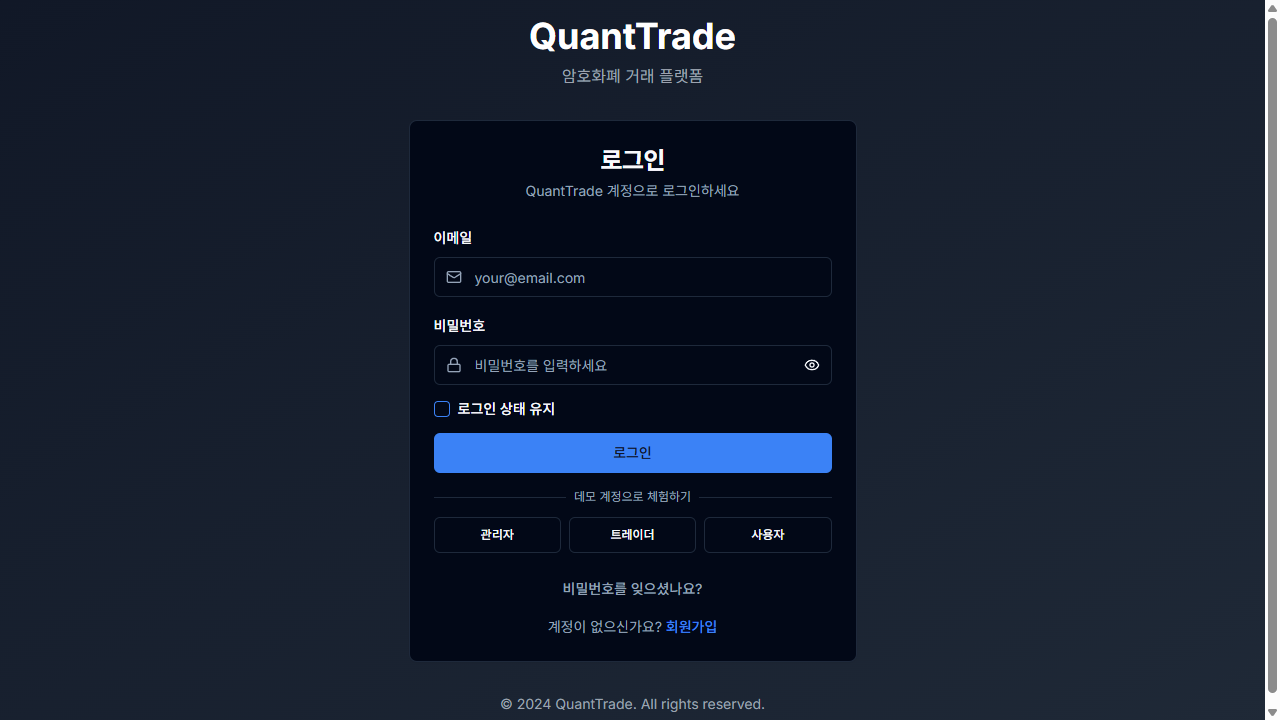 QuantTrade
암호화폐 거래 플랫폼
로그인
QuantTrade 계정으로 로그인하세요
이메일
your@email.com
비밀번호
비밀번호를 입력하세요
로그인 상태 유지
로그인
데모 계정으로 체험하기
관리자 트레이더 사용자
비밀번호를 잊으셨나요?
계정이 없으신가요? 회원가입
© 2024 QuantTrade. All rights reserved.